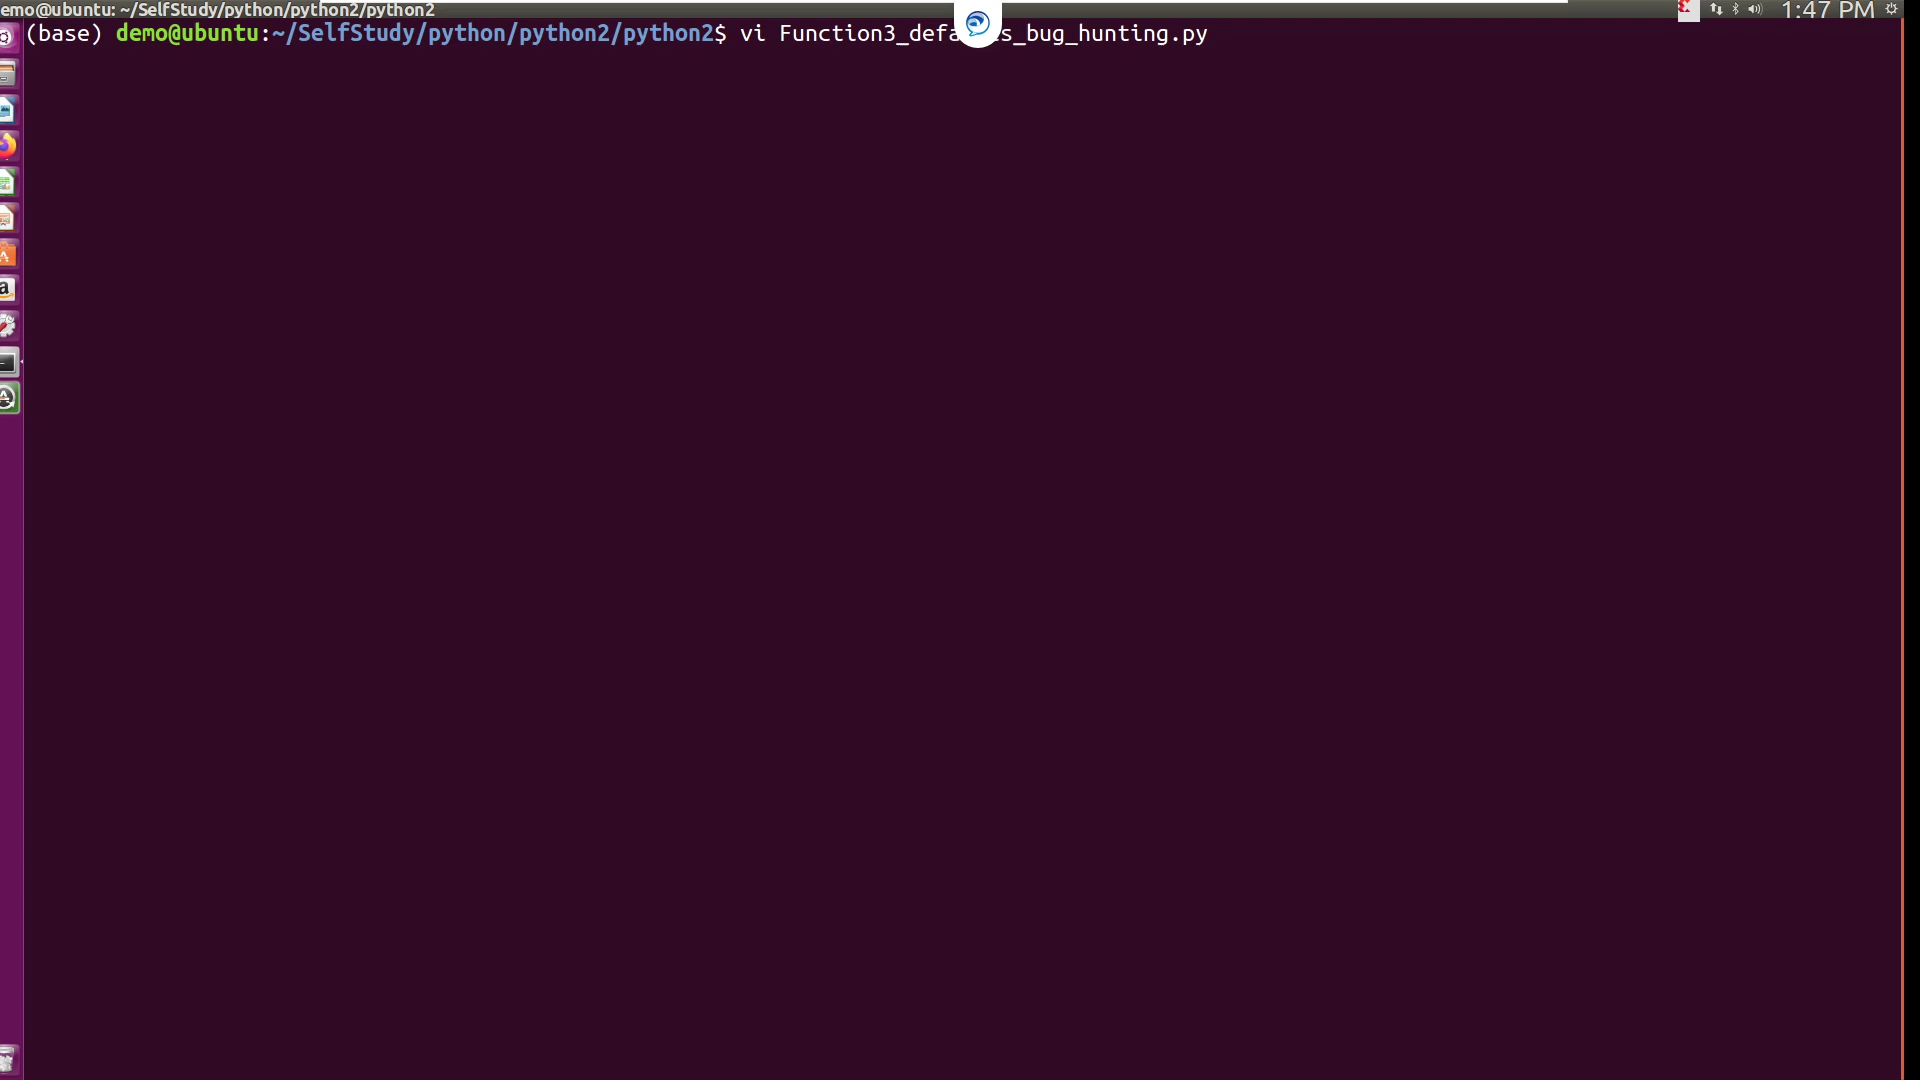 emo@ubuntu: ~/SelfStudy/python/python2/python2
1:47 PM
(base) demo@ubuntu:~/SelfStudy/python/python2/python2$ vi Function3_defa s_bug_hunting.py